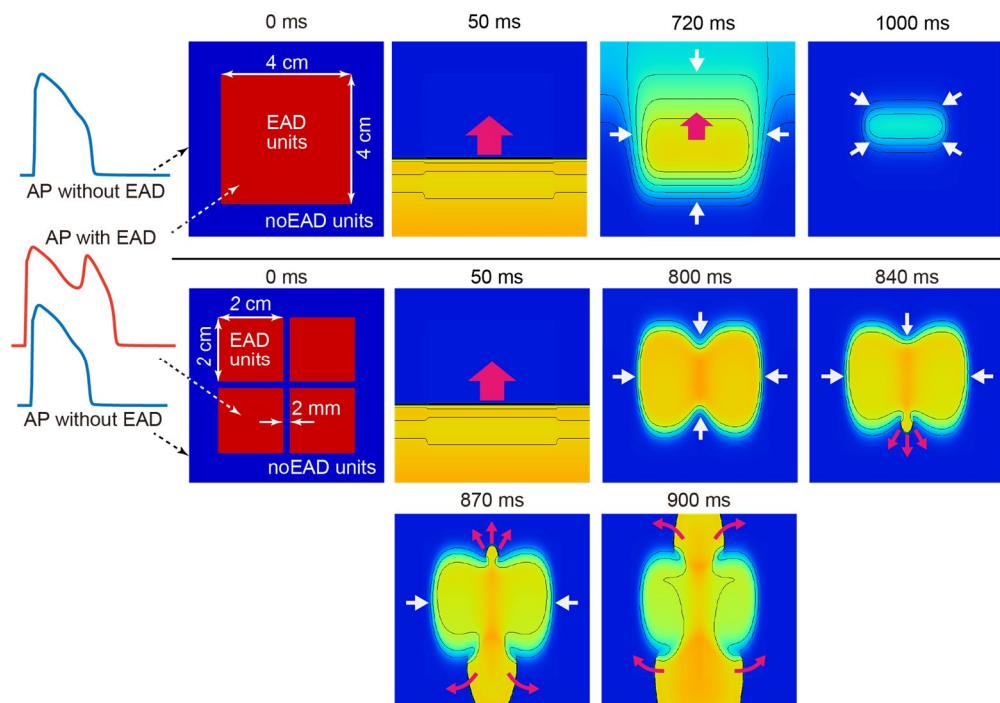 0 ms
50 ms
720 ms
1000 ms
4 cm
EAD
units
4 cm
noEAD units
AP without EAD
AP with EAD
0 ms
50 ms
800 ms
840 ms
2 cm
2 cm
EAD
units
2 mm
noEAD units
AP without EAD
870 ms
900 ms